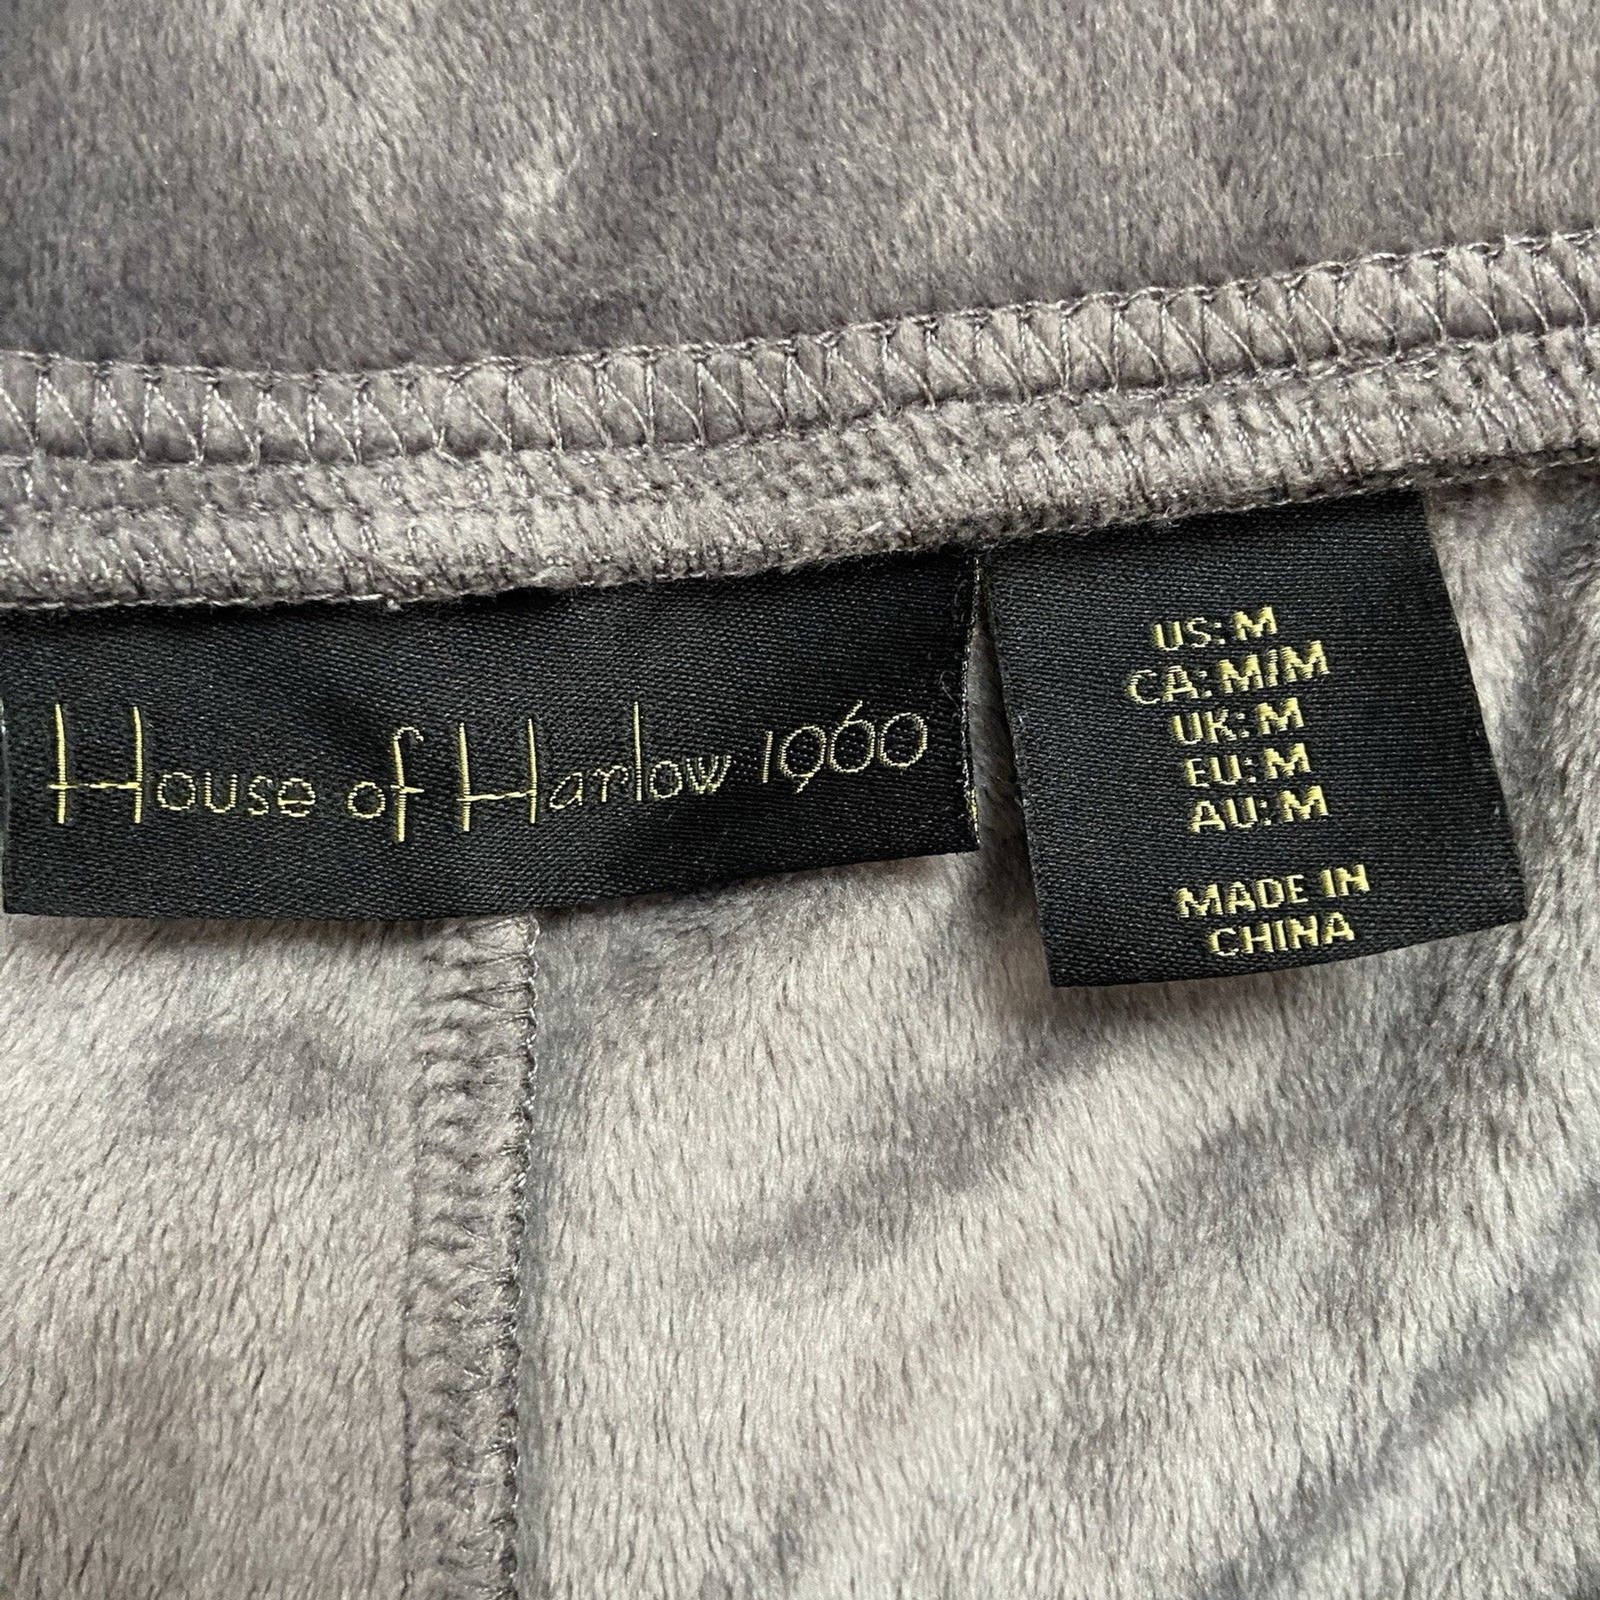 House of Harlow 1960
US: M
CA: M/M
UK: M
EU: M
AU: M
MADE IN
CHINA